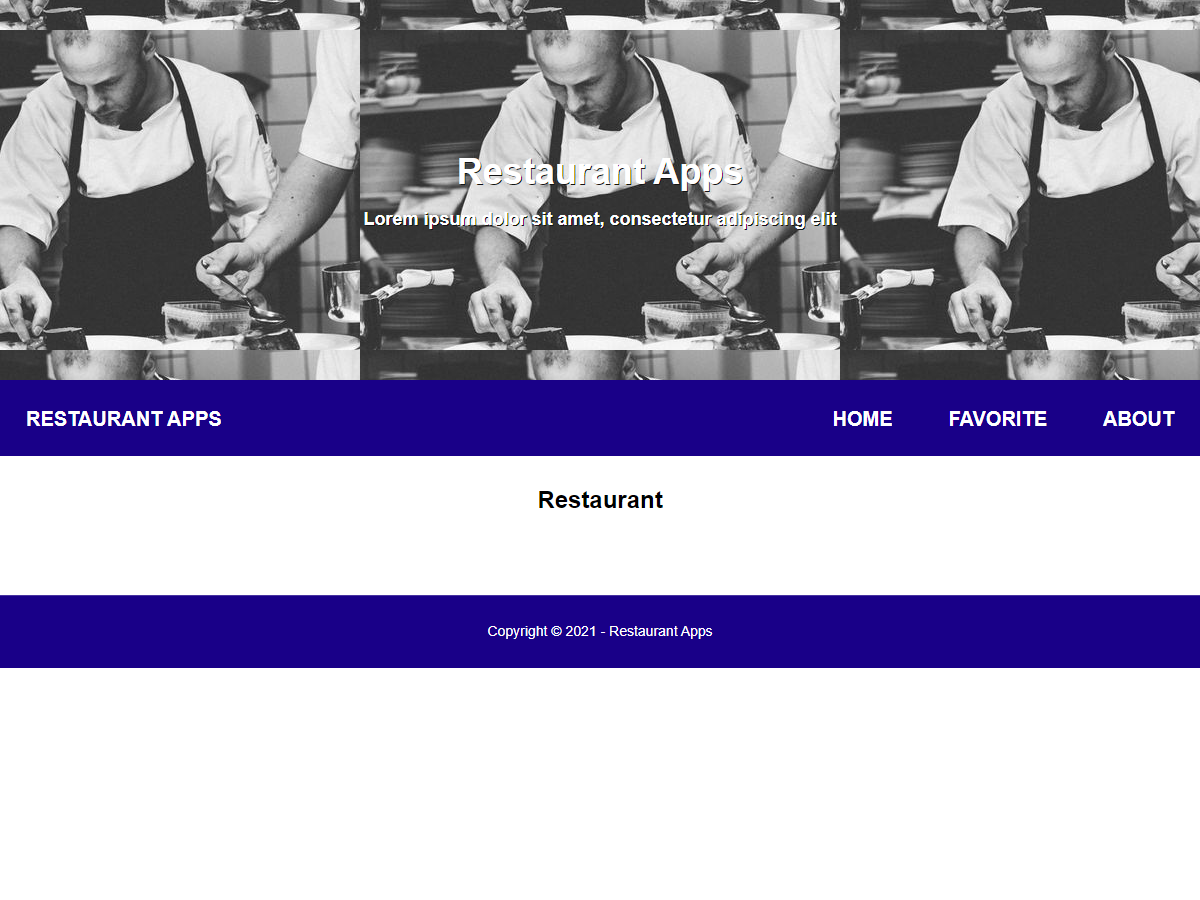 Restaurant Apps
Lorem ipsum dolor sit amet, consectetur adipiscing elit
RESTAURANT APPS
HOME FAVORITE ABOUT
Restaurant
Copyright © 2021 - Restaurant Apps